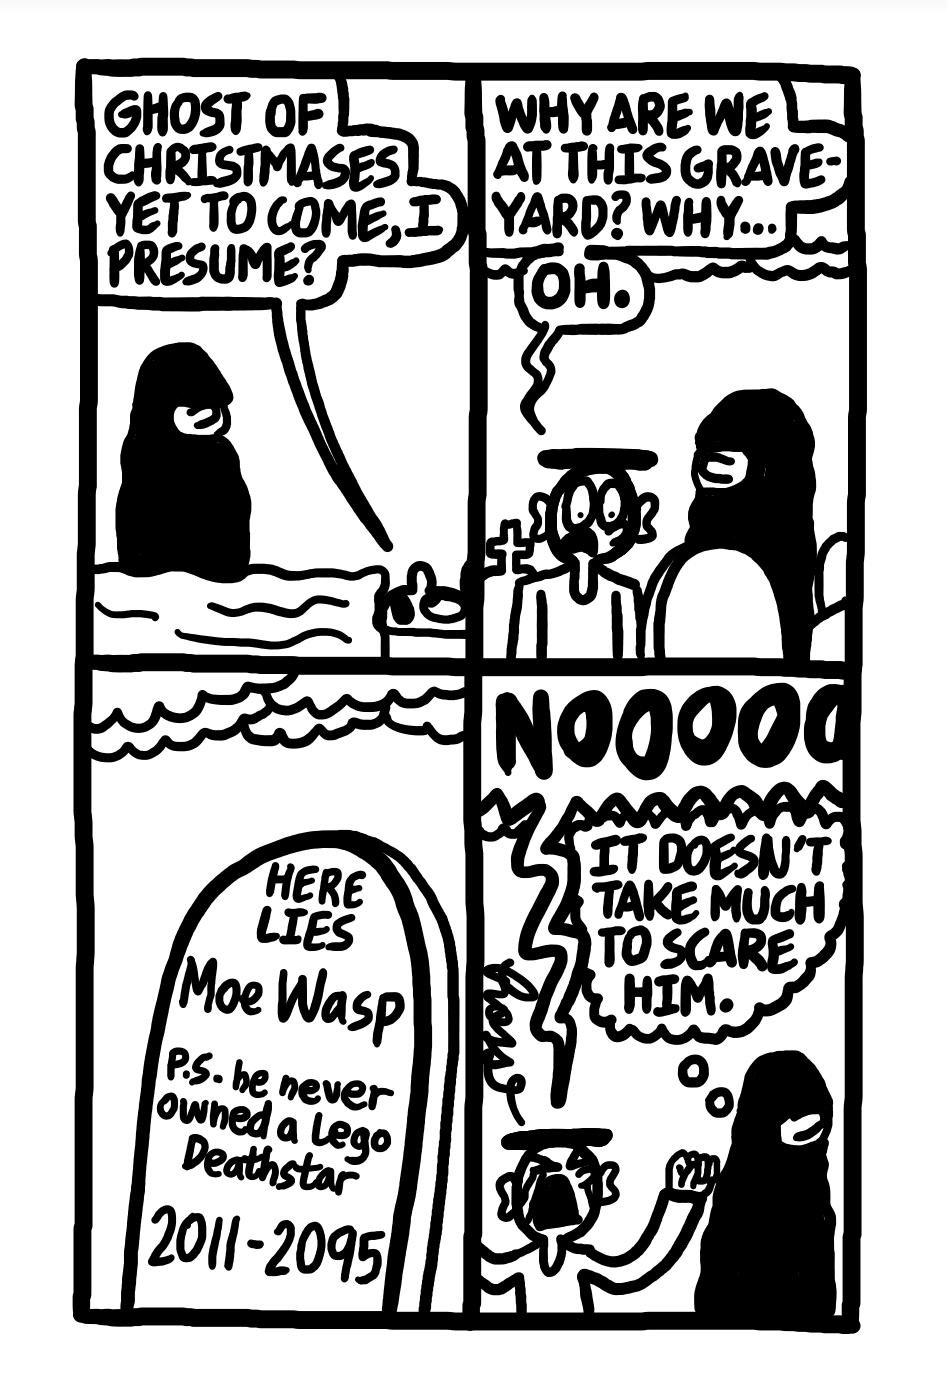 GHOST OF
CHRISTMASES
YET TO COME, I
PRESUME?
WHY ARE WE
AT THIS GRAVE-
YARD? WHY...
OH.
HERE
LIES
Moe Wasp
P.S. he never
owned a Lego
Deathstar
2011-2095
NOOOOO
IT DOESN'T
TAKE MUCH
TO SCARE
HIM.